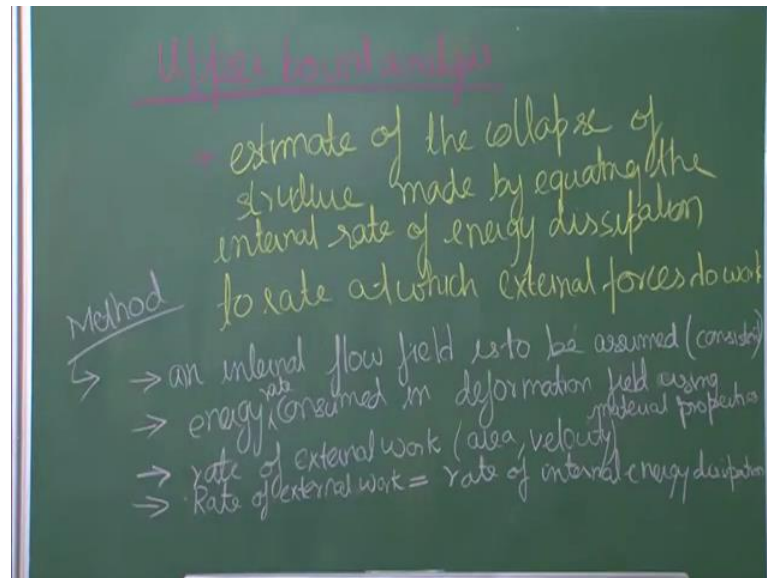 Upper bound analysis
estimate of the collapse of
structure made by equating the
internal rate of energy dissipation
to rate at which external forces do work
Method
→ an internal flow field is to be assumed (consistent)
→ energy rate consumed in deformation field using
material properties
→ rate of external work (area, velocity)
→ Rate of external work = rate of internal energy dissipation